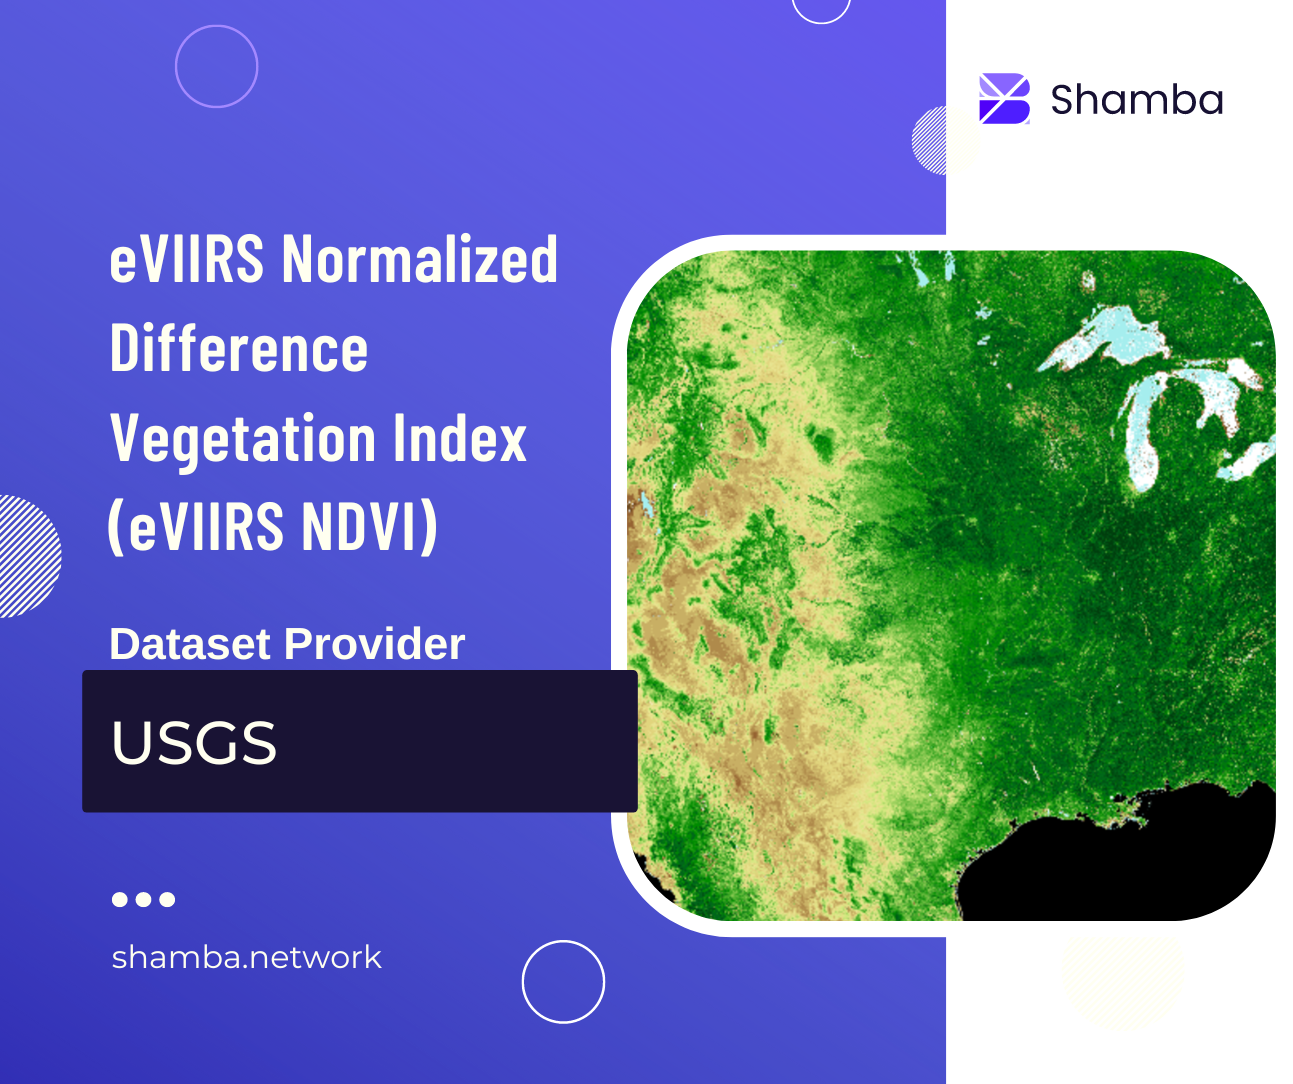 Shamba
eVIIRS Normalized
Difference
Vegetation Index
(eVIIRS NDVI)
Dataset Provider
USGS
shamba.network